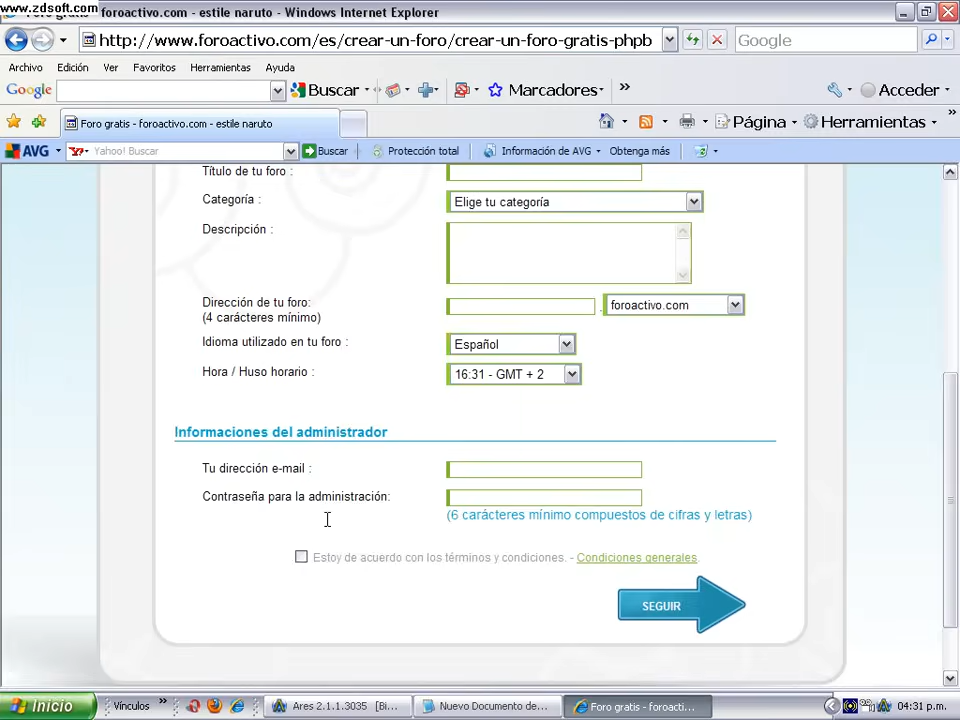 www.zdsoft.com
foroactivo.com - estile naruto - Windows Internet Explorer
http://www.foroactivo.com/es/crear-un-foro/crear-un-foro-gratis-phpb
Google
Archivo Edición Ver Favoritos Herramientas Ayuda
Google Buscar Marcadores Acceder
Foro gratis - foroactivo.com - estile naruto
Página Herramientas
AVG Yahoo! Buscar Buscar Protección total Información de AVG Obtenga más
Título de tu foro :
Categoría : Elige tu categoría
Descripción :
Dirección de tu foro: . foroactivo.com
(4 carácteres mínimo)
Idioma utilizado en tu foro : Español
Hora / Huso horario : 16:31 - GMT + 2
Informaciones del administrador
Tu dirección e-mail :
Contraseña para la administración:
(6 carácteres mínimo compuestos de cifras y letras)
Estoy de acuerdo con los términos y condiciones. - Condiciones generales.
SEGUIR
Inicio Vínculos Ares 2.1.1.3035 [Bi... Nuevo Documento de... Foro gratis - foroacti... 04:31 p.m.